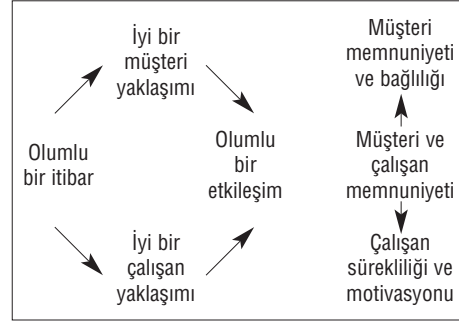 İyi bir
müşteri
yaklaşımı
Olumlu
bir itibar
Olumlu
bir
etkileşim
İyi bir
çalışan
yaklaşımı
Müşteri
memnuniyeti
ve bağlılığı
Müşteri ve
çalışan
memnuniyeti
Çalışan
sürekliliği ve
motivasyonu